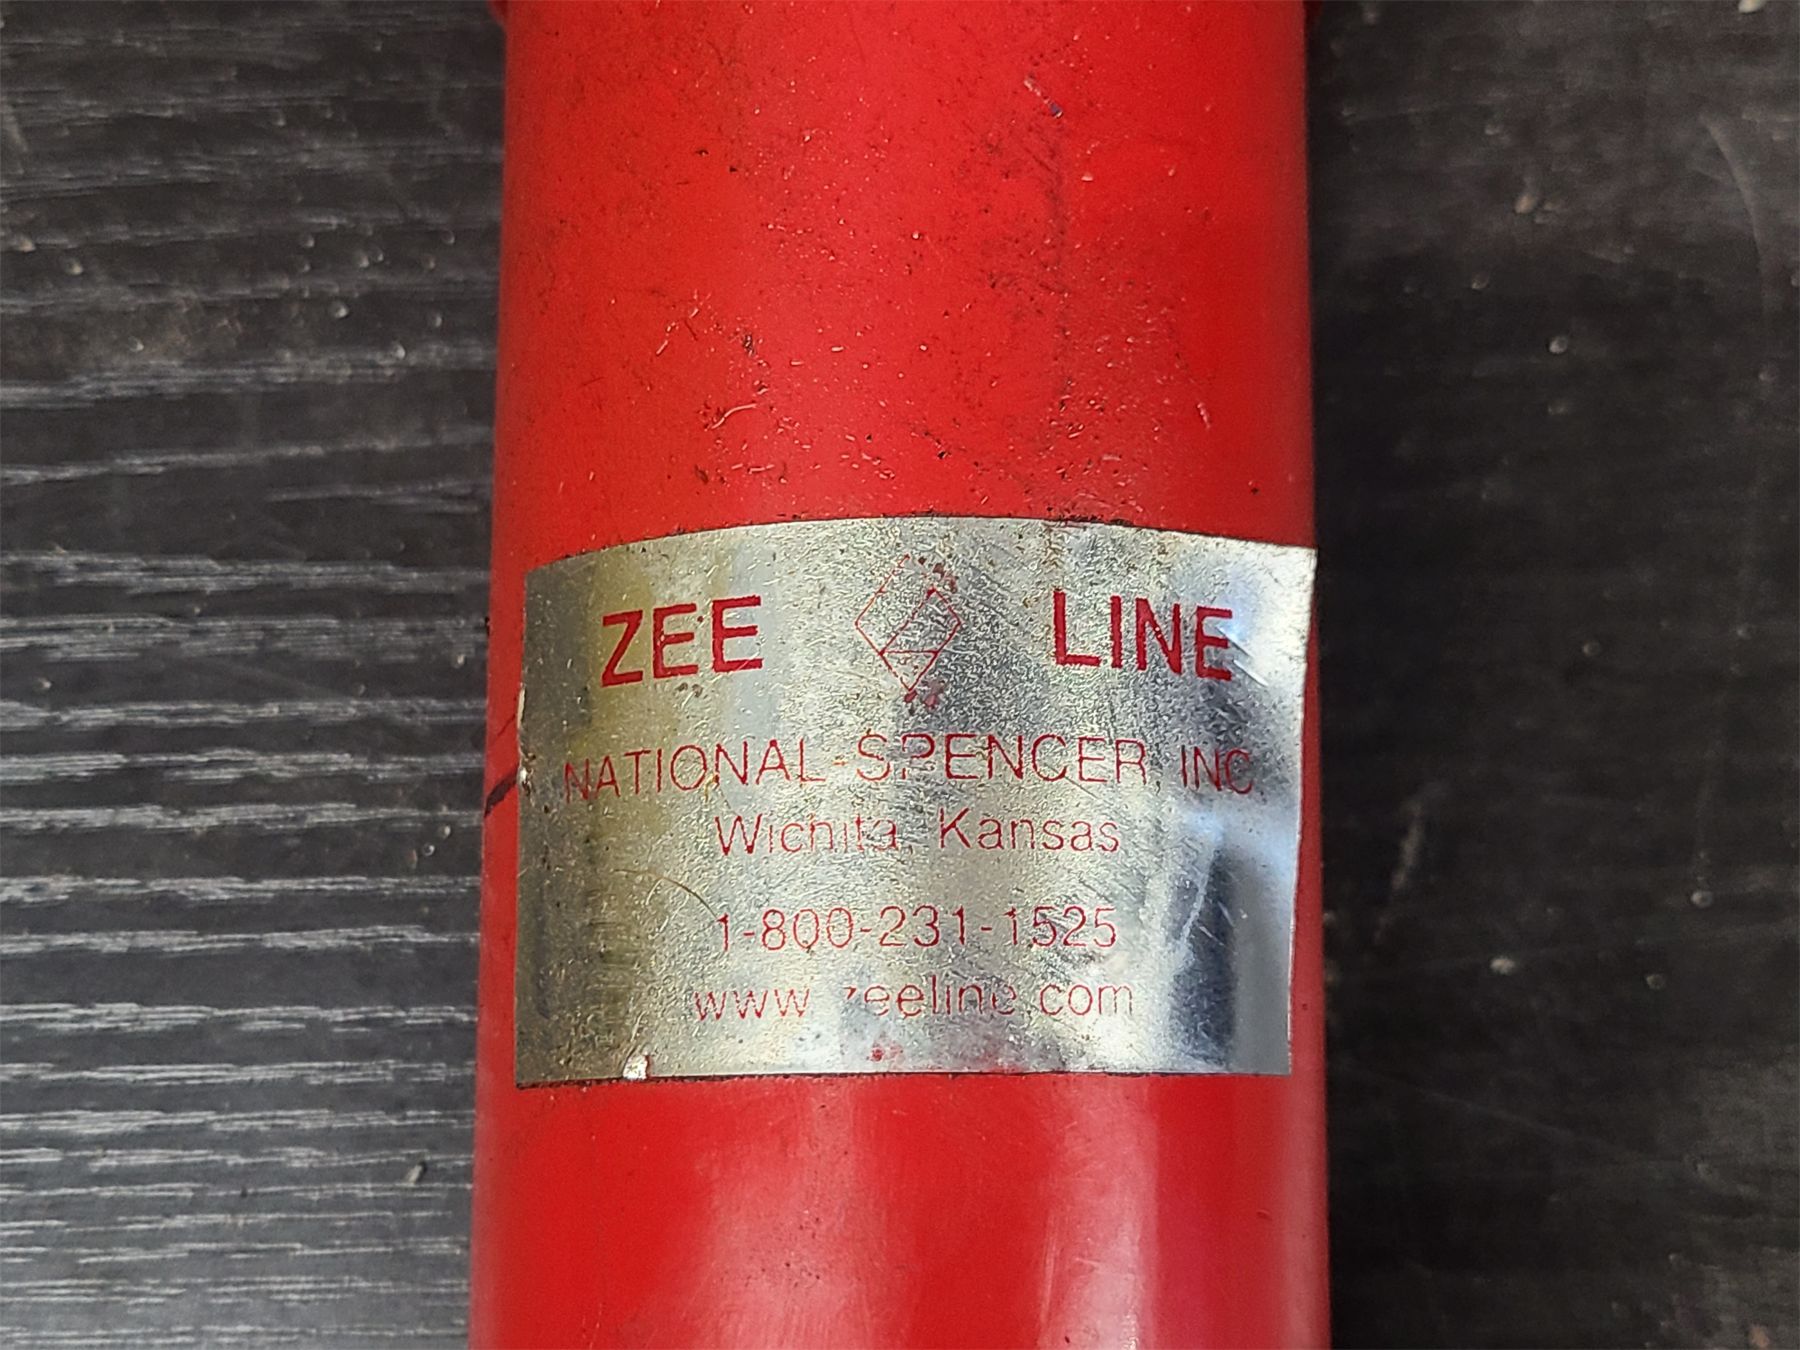 ZEE LINE
NATIONAL-SPENCER, INC.
Wichita, Kansas
1-800-231-1525
www.zeeline.com